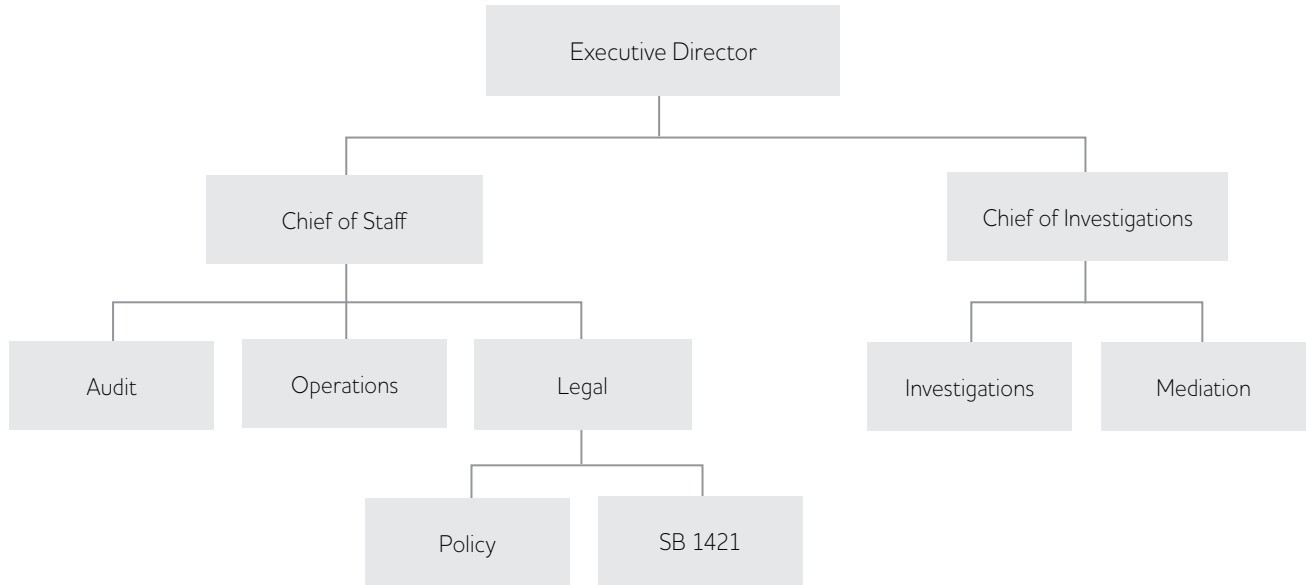 Executive Director
Chief of Staff
Chief of Investigations
Audit
Operations
Legal
Investigations
Mediation
Policy
SB 1421